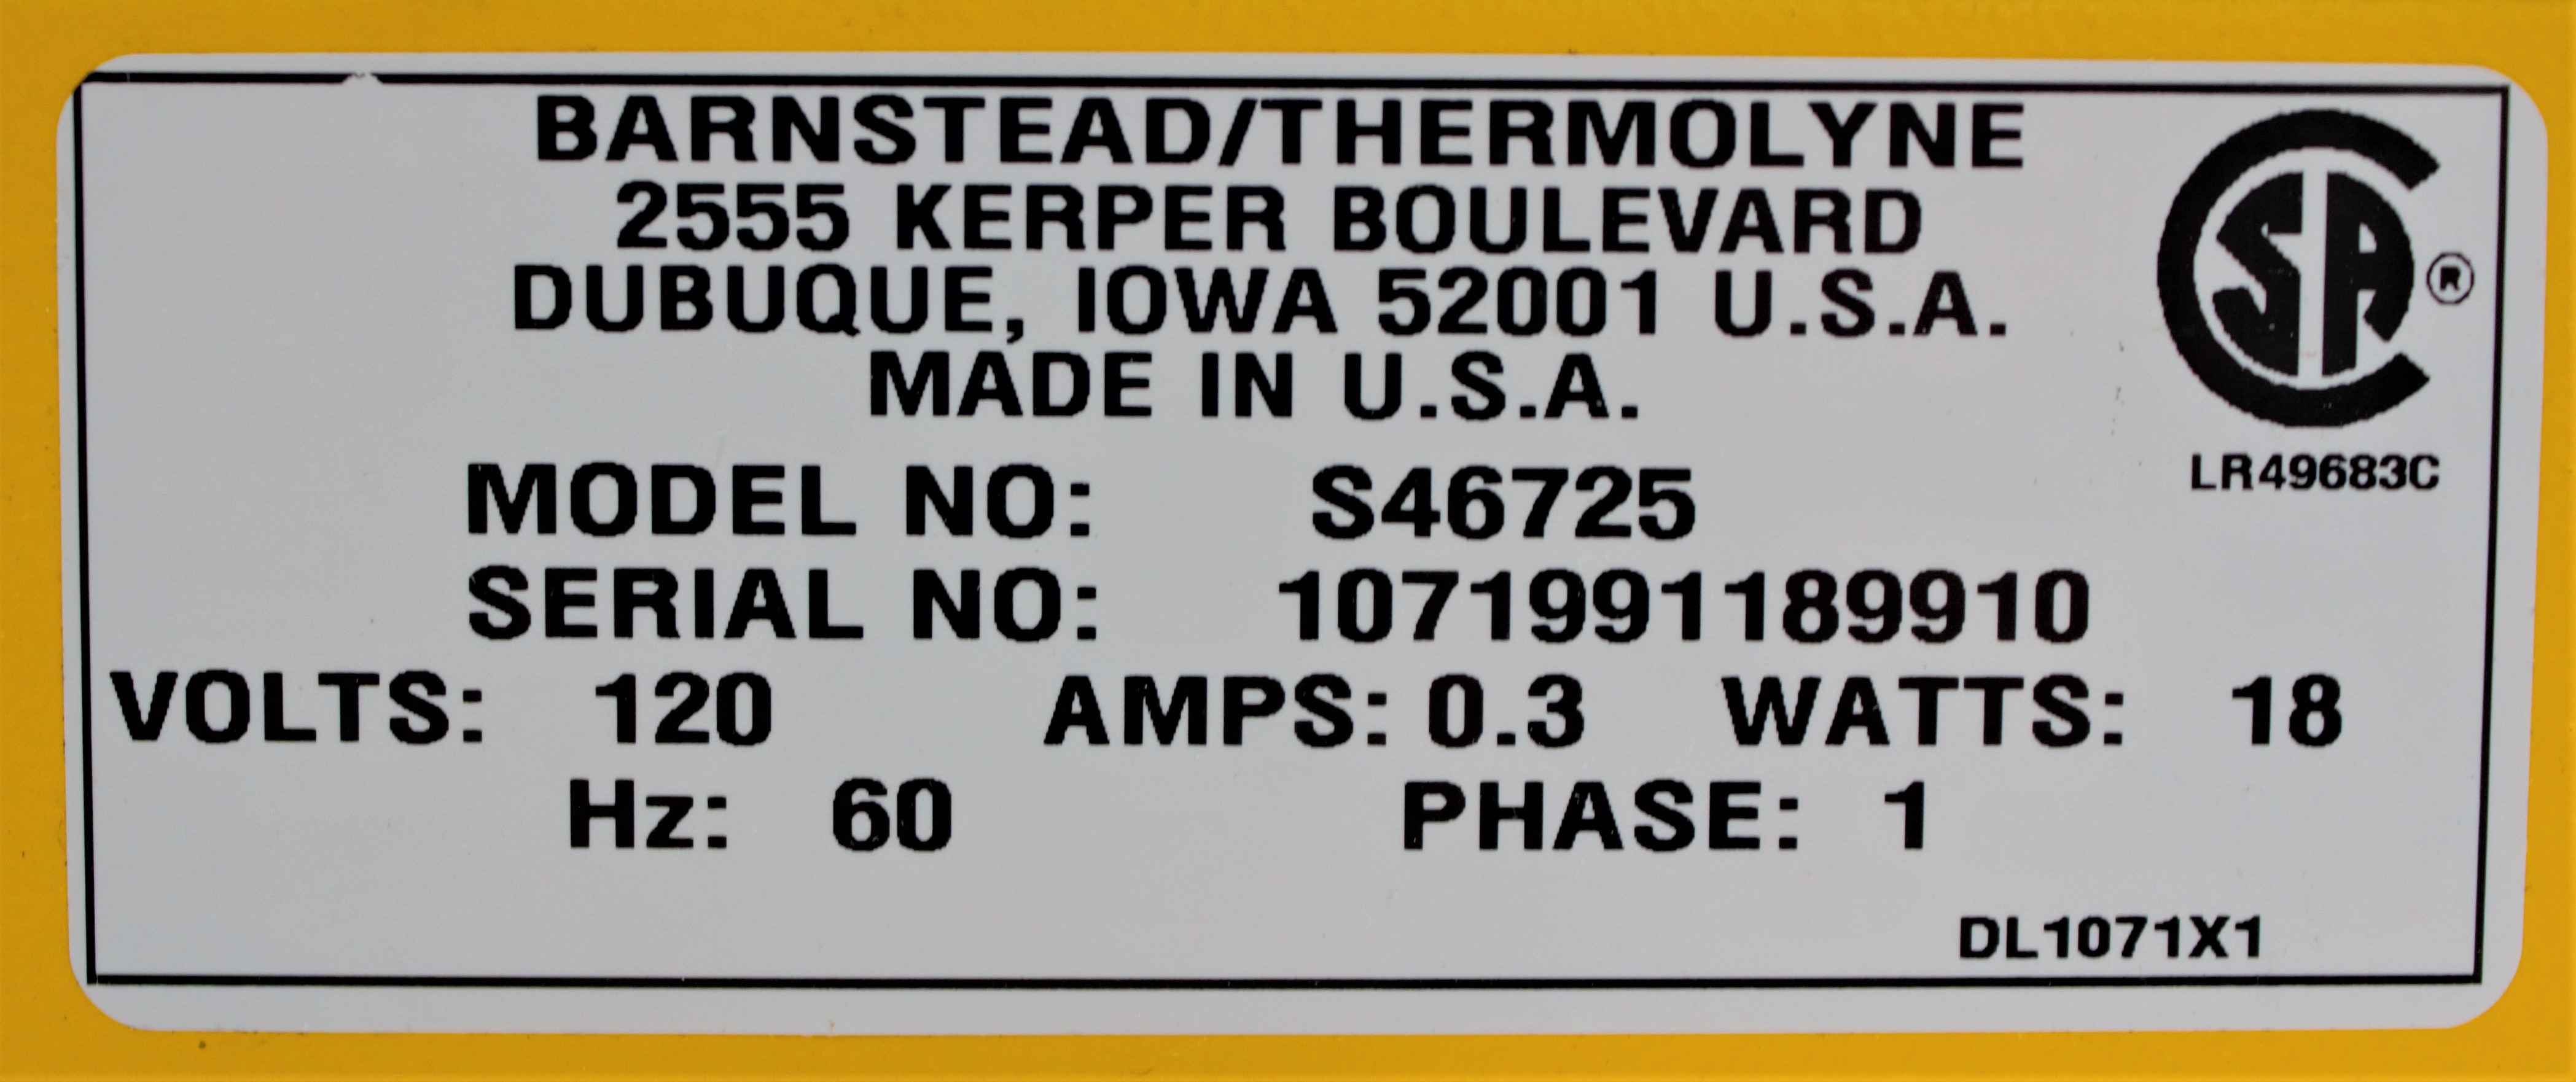 BARNSTEAD/THERMOLYNE
2555 KERPER BOULEVARD
DUBUQUE, IOWA 52001 U.S.A.
MADE IN U.S.A.
SA ®
LR49683C
MODEL NO: S46725
SERIAL NO: 1071991189910
VOLTS: 120 AMPS: 0.3 WATTS: 18
Hz: 60 PHASE: 1
DL1071X1